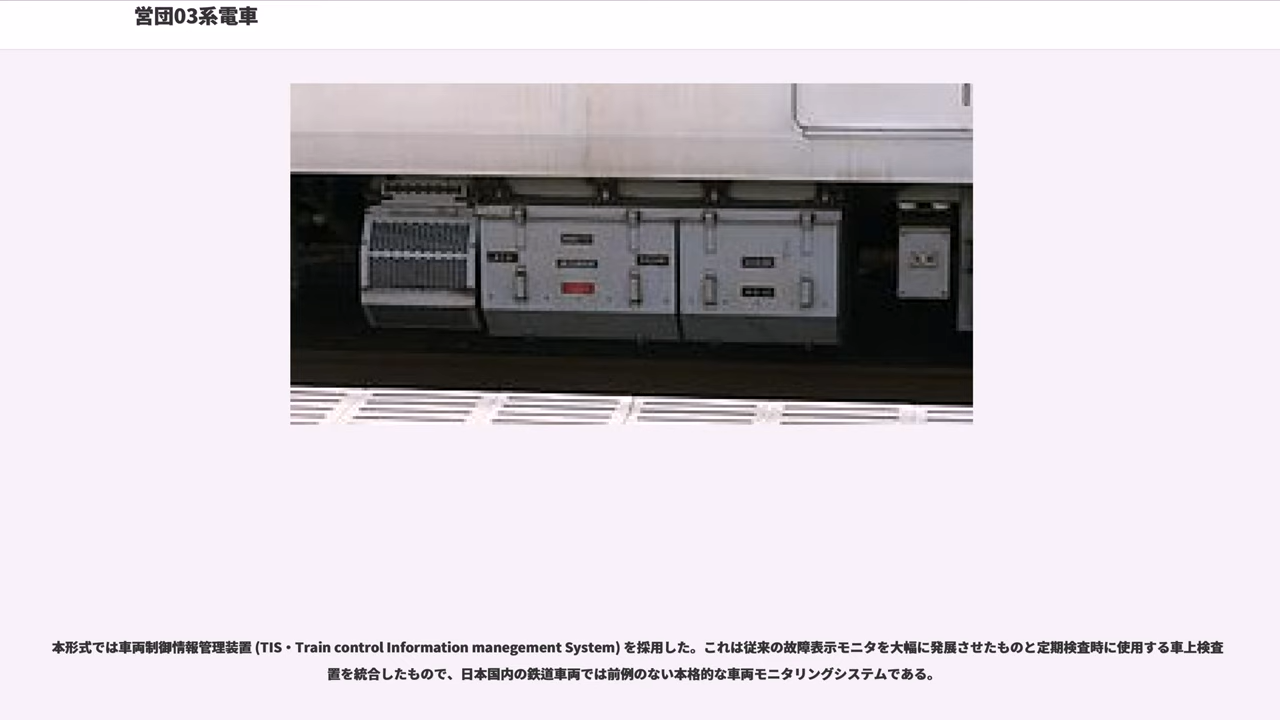 営団03系電車
本形式では車両制御情報管理装置 (TIS・Train control Information manegement System) を採用した。これは従来の故障表示モニタを大幅に発展させたものと定期検査時に使用する車上検査
置を統合したもので、日本国内の鉄道車両では前例のない本格的な車両モニタリングシステムである。